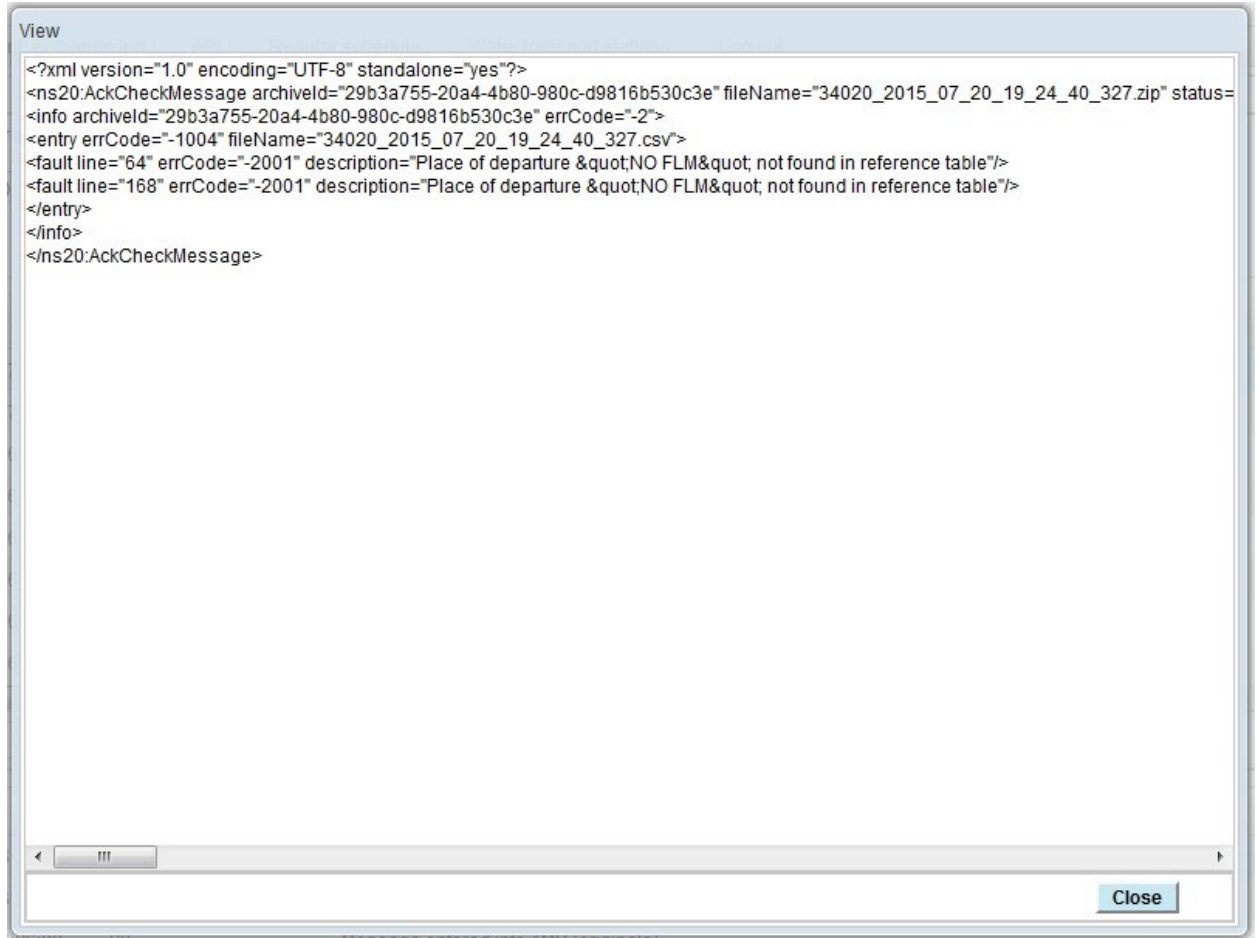 View
<?xml version="1.0" encoding="UTF-8" standalone="yes"?>
<ns20:AckCheckMessage archiveId="29b3a755-20a4-4b80-980c-d9816b530c3e" fileName="34020_2015_07_20_19_24_40_327.zip" status=
<info archiveId="29b3a755-20a4-4b80-980c-d9816b530c3e" errCode="-2">
<entry errCode="-1004" fileName="34020_2015_07_20_19_24_40_327.csv">
<fault line="64" errCode="-2001" description="Place of departure &quot;NO FLM&quot; not found in reference table"/>
<fault line="168" errCode="-2001" description="Place of departure &quot;NO FLM&quot; not found in reference table"/>
</entry>
</info>
</ns20:AckCheckMessage>
Close